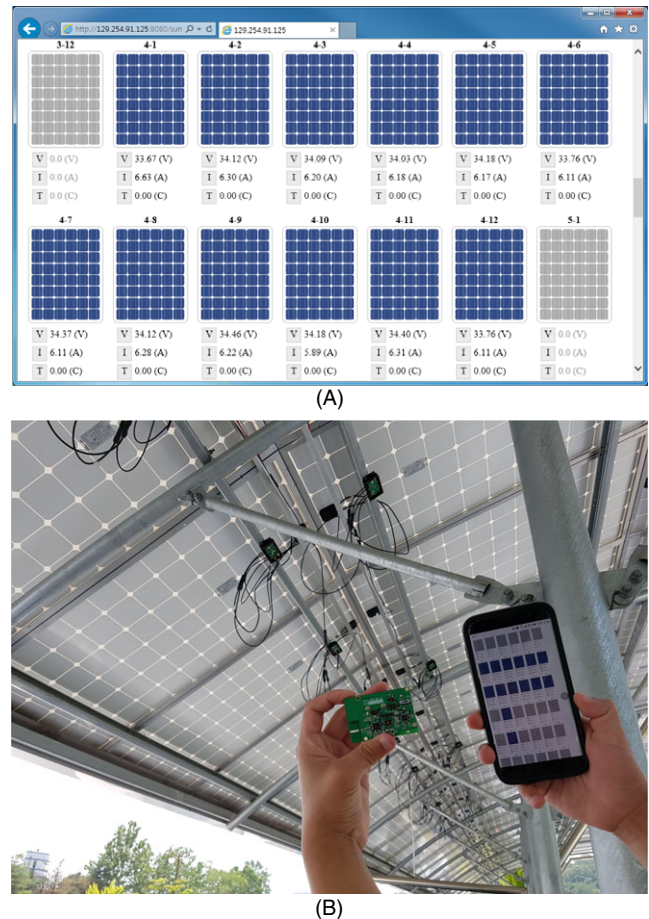 http://129.254.91.125:8080/sun
129.254.91.125
3-12 4-1 4-2 4-3 4-4 4-5 4-6
V 0.0 (V) V 33.67 (V) V 34.12 (V) V 34.09 (V) V 34.03 (V) V 34.18 (V) V 33.76 (V)
I 0.0 (A) I 6.63 (A) I 6.30 (A) I 6.20 (A) I 6.18 (A) I 6.17 (A) I 6.11 (A)
T 0.0 (C) T 0.00 (C) T 0.00 (C) T 0.00 (C) T 0.00 (C) T 0.00 (C) T 0.00 (C)
4-7 4-8 4-9 4-10 4-11 4-12 5-1
V 34.37 (V) V 34.12 (V) V 34.46 (V) V 34.18 (V) V 34.40 (V) V 33.76 (V) V 0.0 (V)
I 6.11 (A) I 6.28 (A) I 6.22 (A) I 5.89 (A) I 6.31 (A) I 6.11 (A) I 0.0 (A)
T 0.00 (C) T 0.00 (C) T 0.00 (C) T 0.00 (C) T 0.00 (C) T 0.00 (C) T 0.0 (C)
(A)
(B)